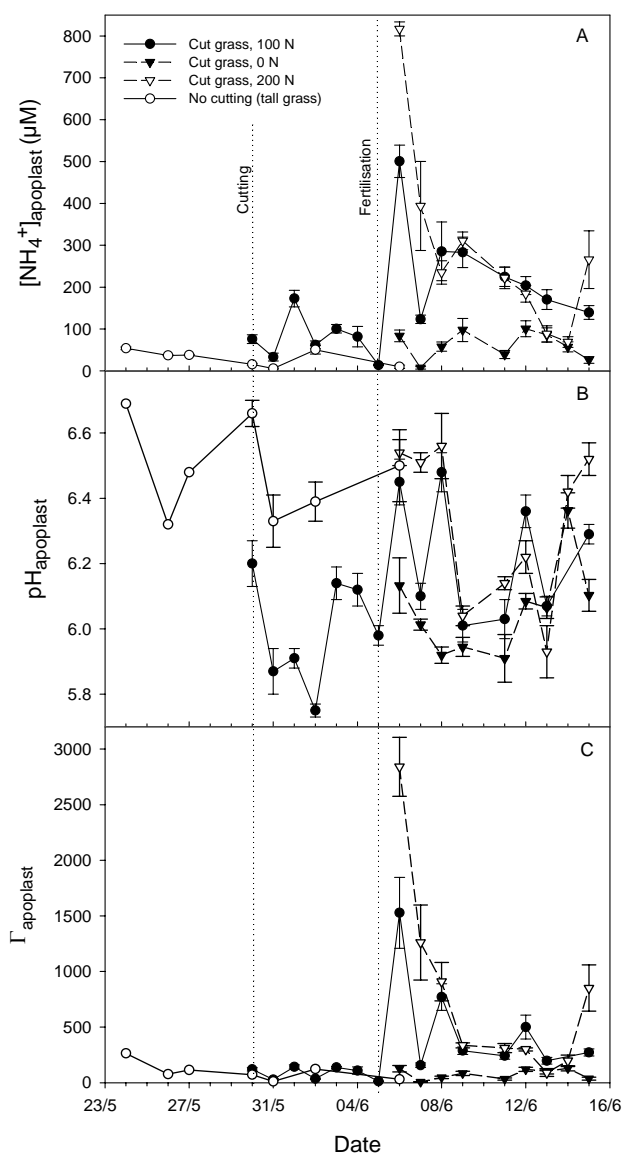 A
Cut grass, 100 N
Cut grass, 0 N
Cut grass, 200 N
No cutting (tall grass)
Cutting
Fertilisation
[NH₄⁺]apoplast (µM)
800
700
600
500
400
300
200
100
0
B
pHapoplast
6.6
6.4
6.2
6.0
5.8
C
Γapoplast
3000
2500
2000
1500
1000
500
0
23/5 27/5 31/5 04/6 08/6 12/6 16/6
Date